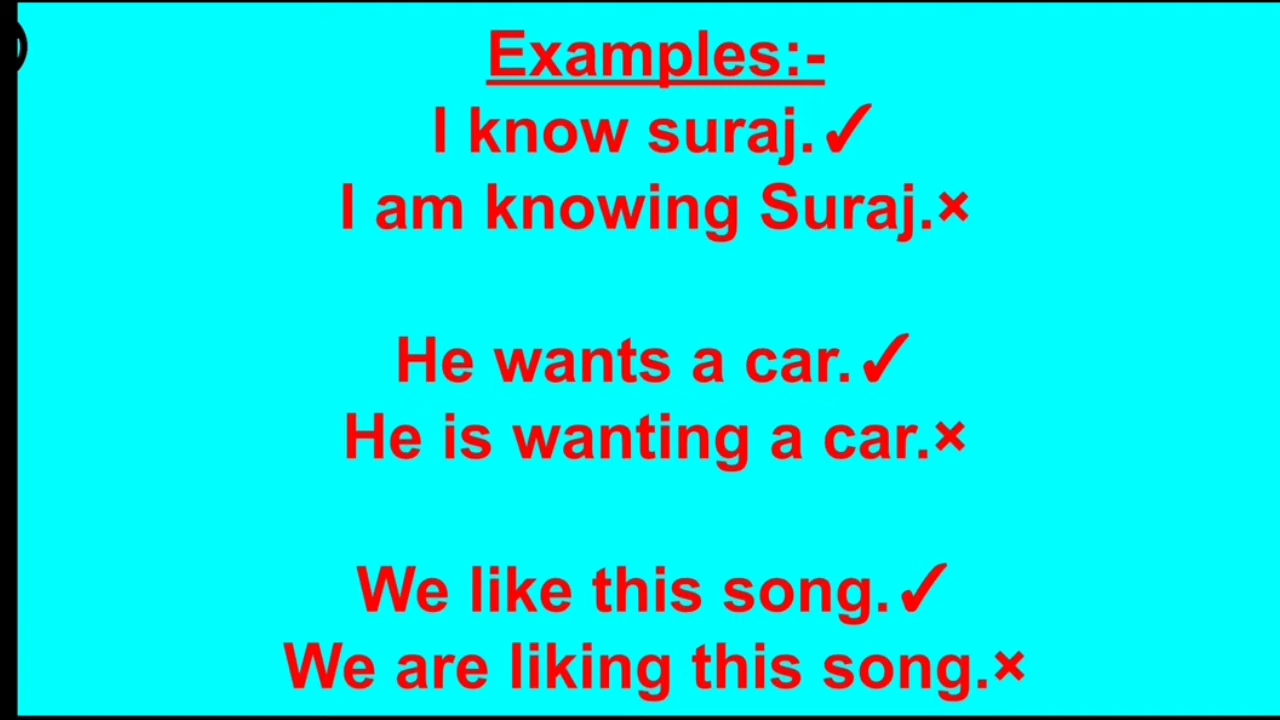 Examples:-
I know suraj.✓
I am knowing Suraj.×
He wants a car.✓
He is wanting a car.×
We like this song.✓
We are liking this song.×